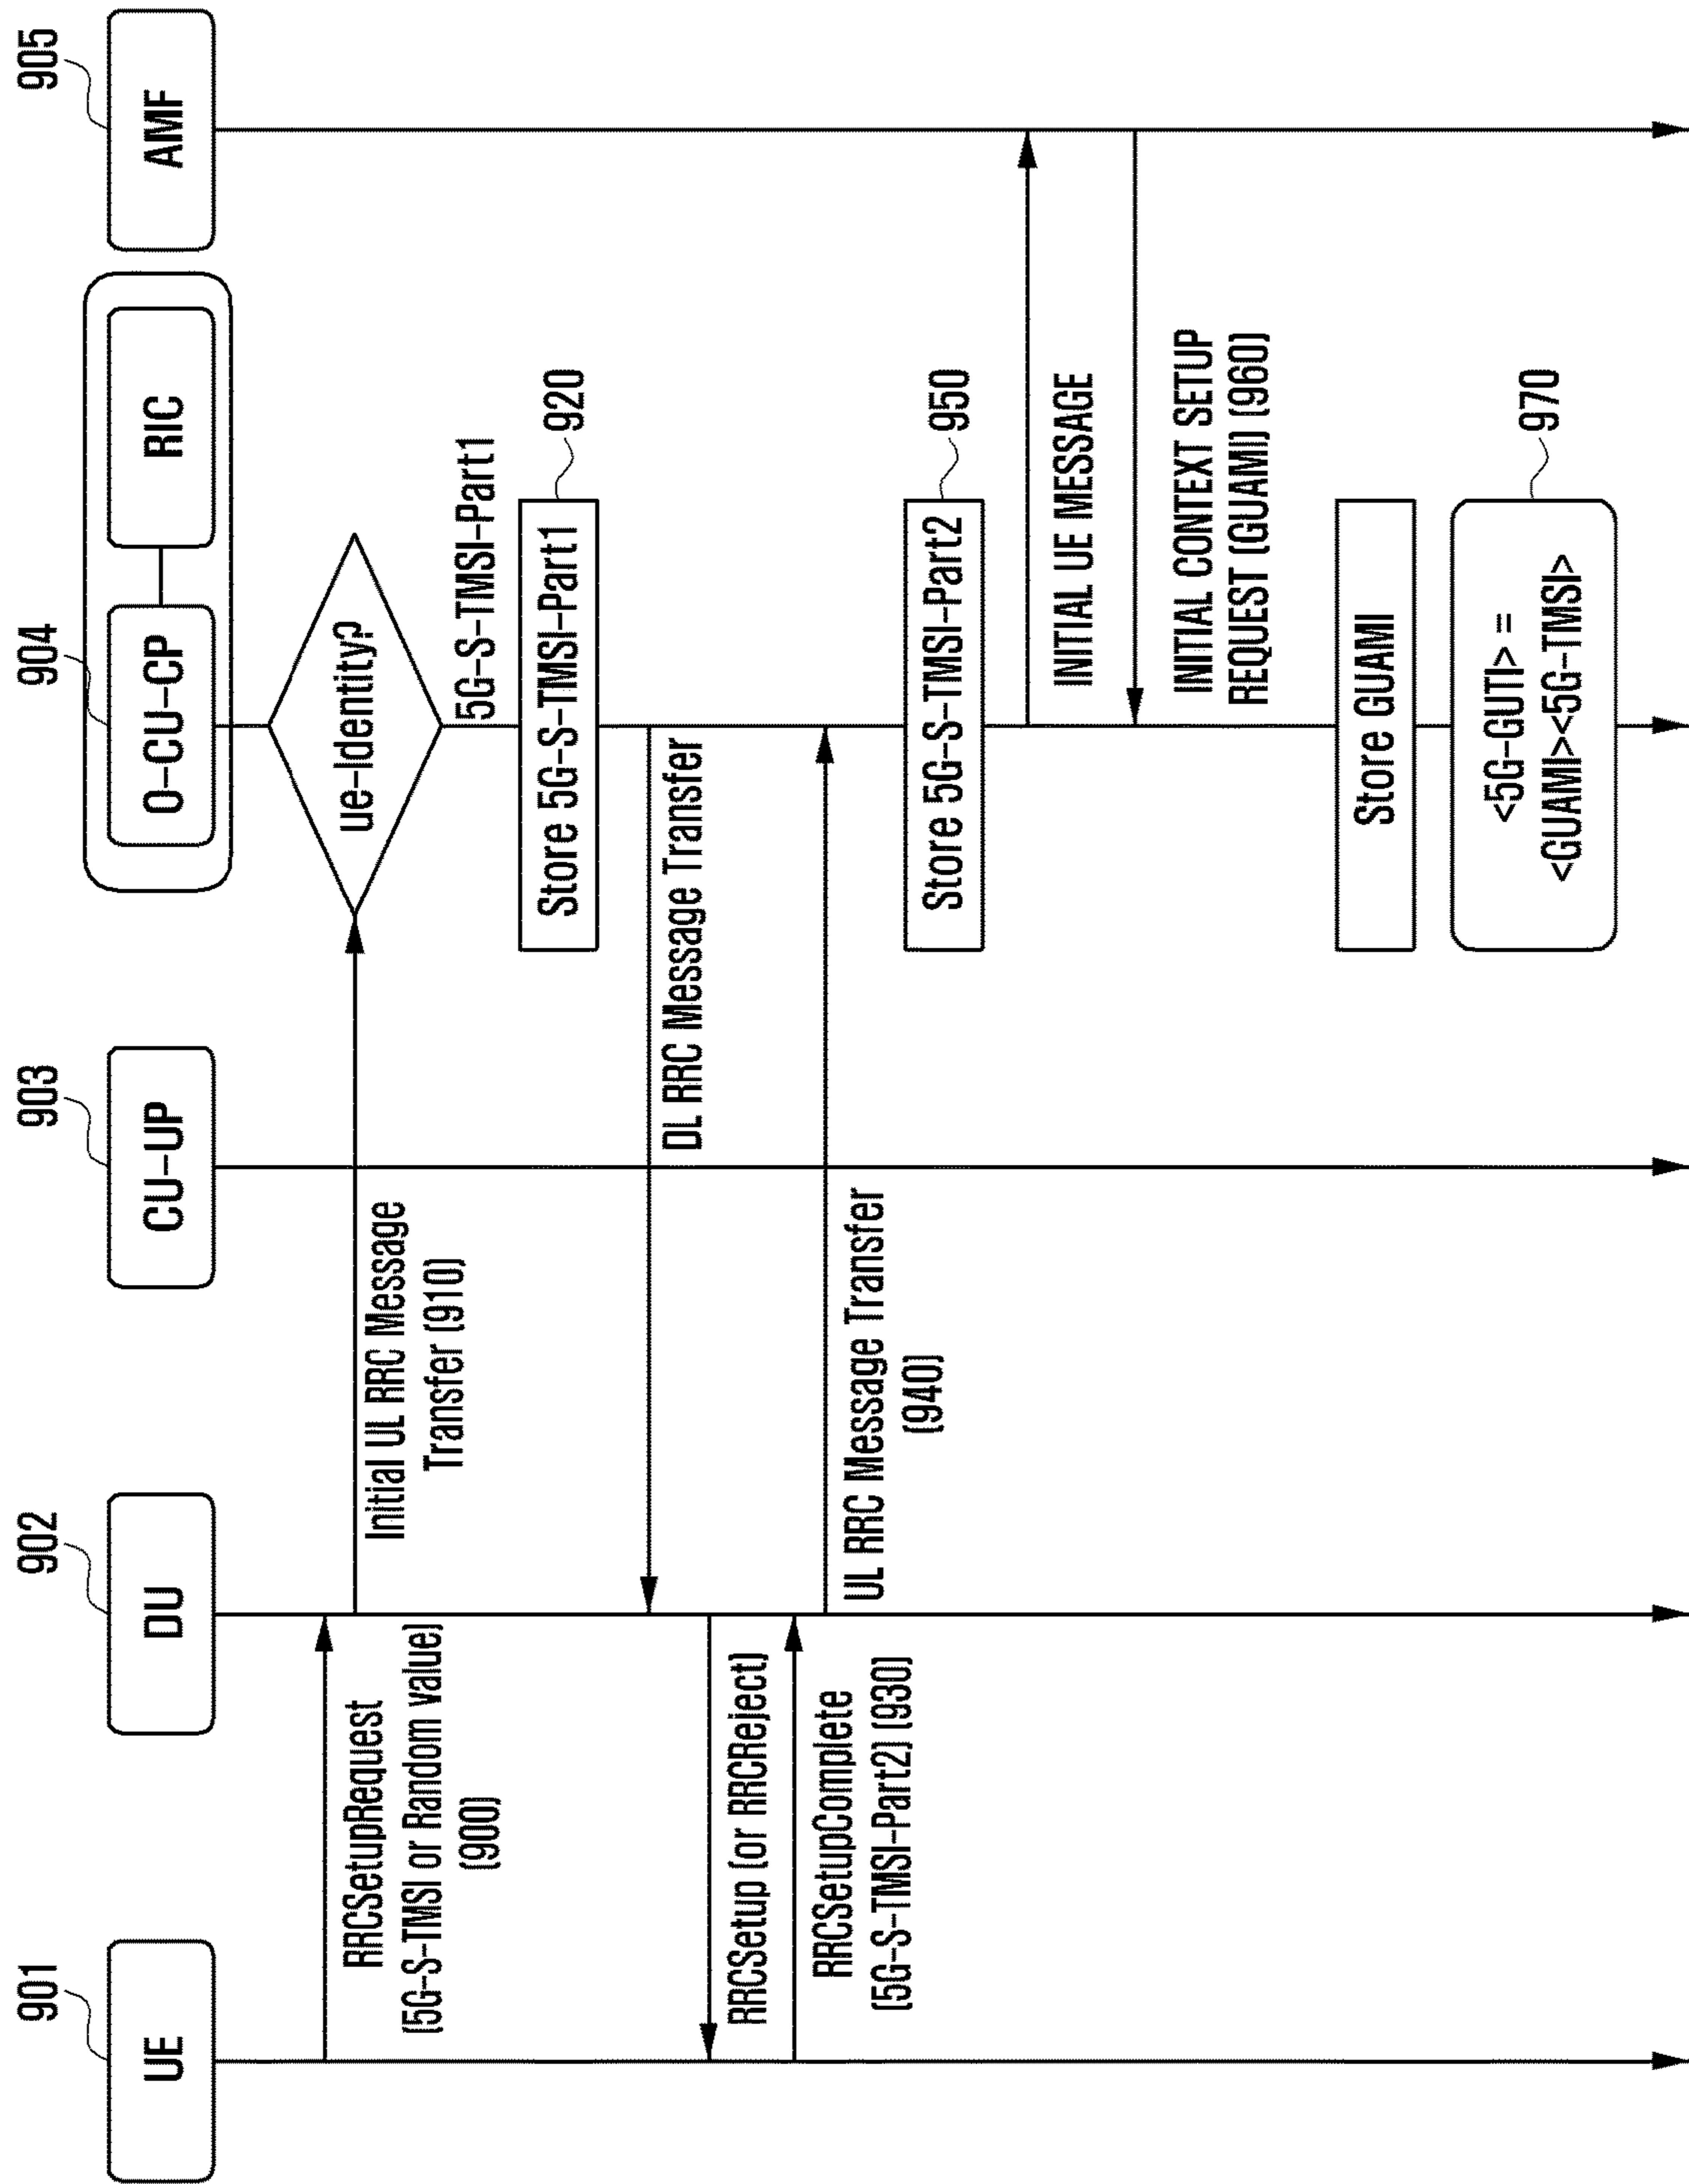 901
902
903
904
905
UE
DU
CU-UP
O-CU-CP
RIC
AMF
ue-Identity?
RRCSetupRequest
(5G-S-TMSI or Random value)
(900)
Initial UL RRC Message
Transfer (910)
5G-S-TMSI-Part1
Store 5G-S-TMSI-Part1
920
DL RRC Message Transfer
RRCSetup (or RRCReject)
RRCSetupComplete
(5G-S-TMSI-Part2) (930)
UL RRC Message Transfer
(940)
Store 5G-S-TMSI-Part2
950
INITIAL UE MESSAGE
INITIAL CONTEXT SETUP
REQUEST (GUAMI) (960)
Store GUAMI
<5G-GUTI> =
<GUAMI><5G-TMSI>
970